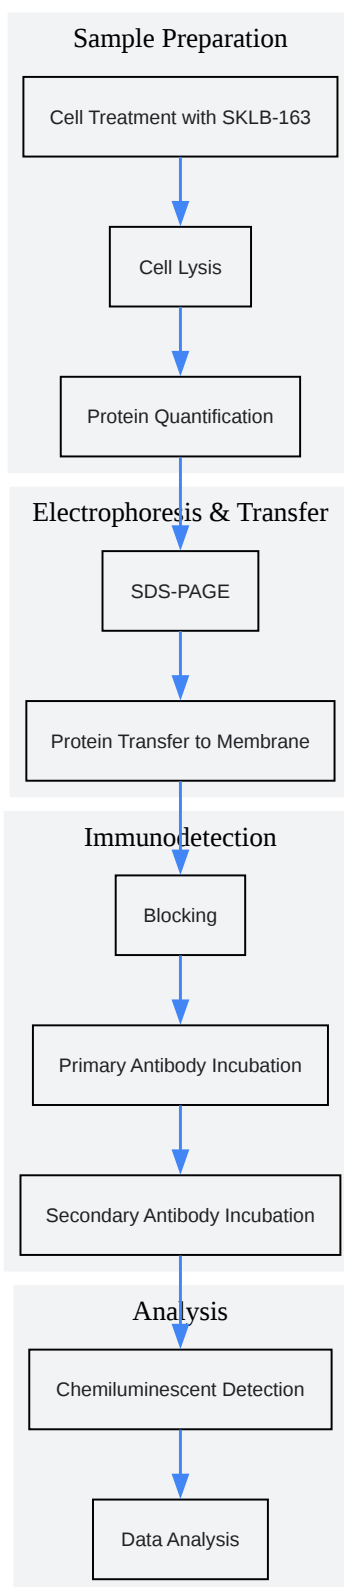 Sample Preparation
Cell Treatment with SKLB-163
Cell Lysis
Protein Quantification
Electrophoresis & Transfer
SDS-PAGE
Protein Transfer to Membrane
Immunodetection
Blocking
Primary Antibody Incubation
Secondary Antibody Incubation
Analysis
Chemiluminescent Detection
Data Analysis